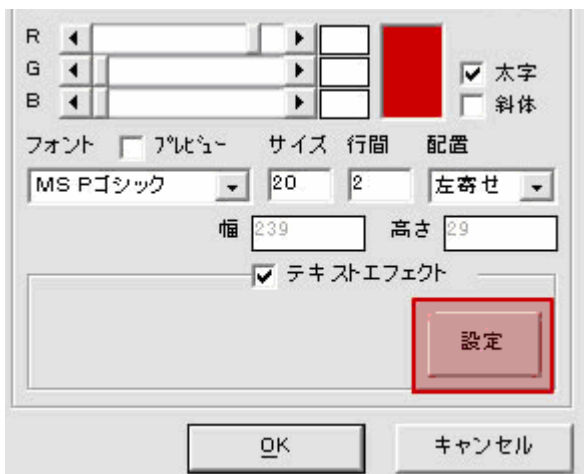 R
G
B
太字
斜体
フォント プレビュー サイズ 行間 配置
MS Pゴシック 20 2 左寄せ
幅 239 高さ 29
テキストエフェクト
設定
OK キャンセル